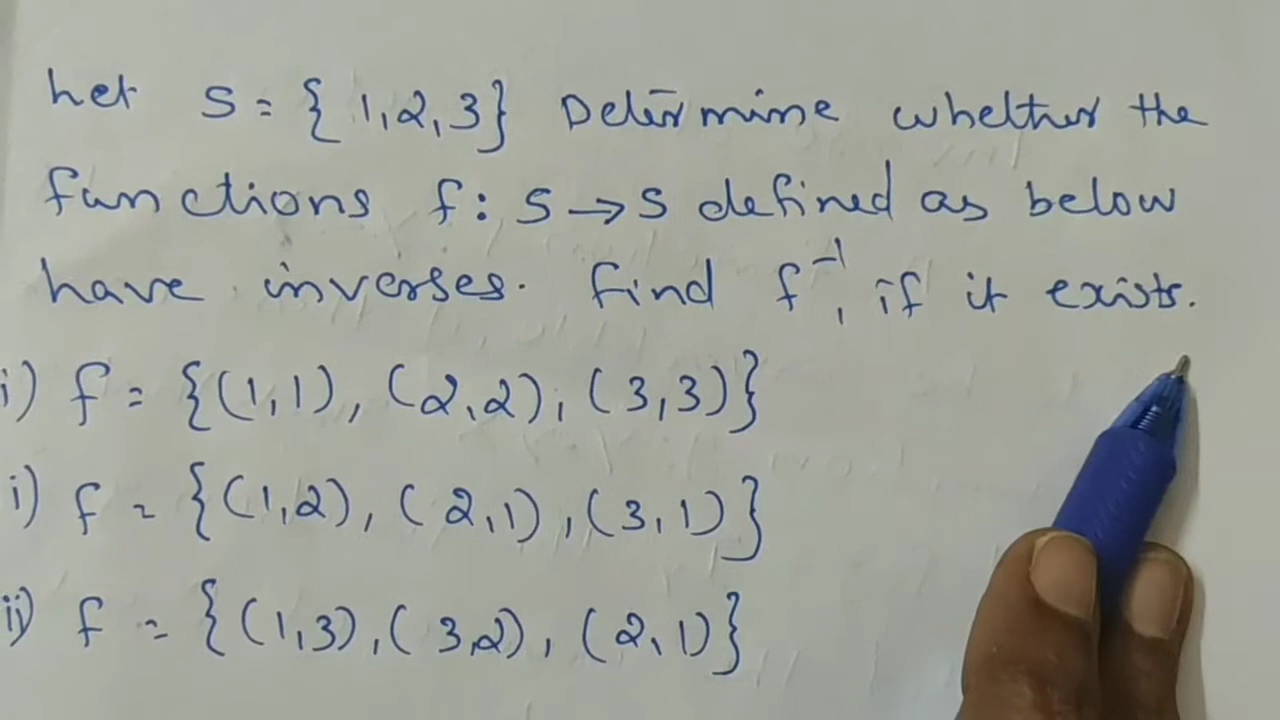 Let S = { 1,2,3} Determine whether the
functions f: S → S defined as below
have inverses. Find f⁻¹, if it exists.
i) f = {(1,1), (2,2), (3,3)}
i) f = {(1,2), (2,1), (3,1)}
ii) f = {(1,3), (3,2), (2,1)}